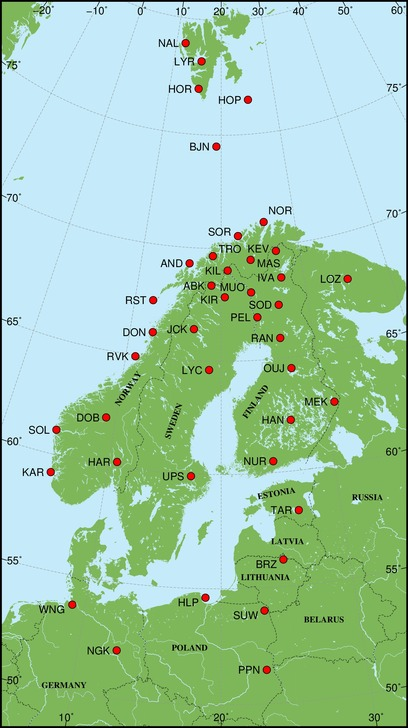 -20° -10° 0° 10° 20° 30° 40° 50° 60°
NAL
LYR
75°
HOR
HOP
75°
BJN
70°
NOR
70°
SOR
TRO KEV
AND
MAS
KIL
IVA
LOZ
ABK MUO
RST
KIR
SOD
PEL
65°
DON
JCK
RAN
65°
RVK
LYC
OUJ
NORWAY
FINLAND
MEK
SWEDEN
DOB
HAN
SOL
60°
60°
HAR
NUR
KAR
UPS
ESTONIA
RUSSIA
TAR
LATVIA
55°
BRZ
55°
LITHUANIA
HLP
WNG
SUW
BELARUS
NGK
POLAND
PPN
50°
GERMANY
50°
10° 20° 30°